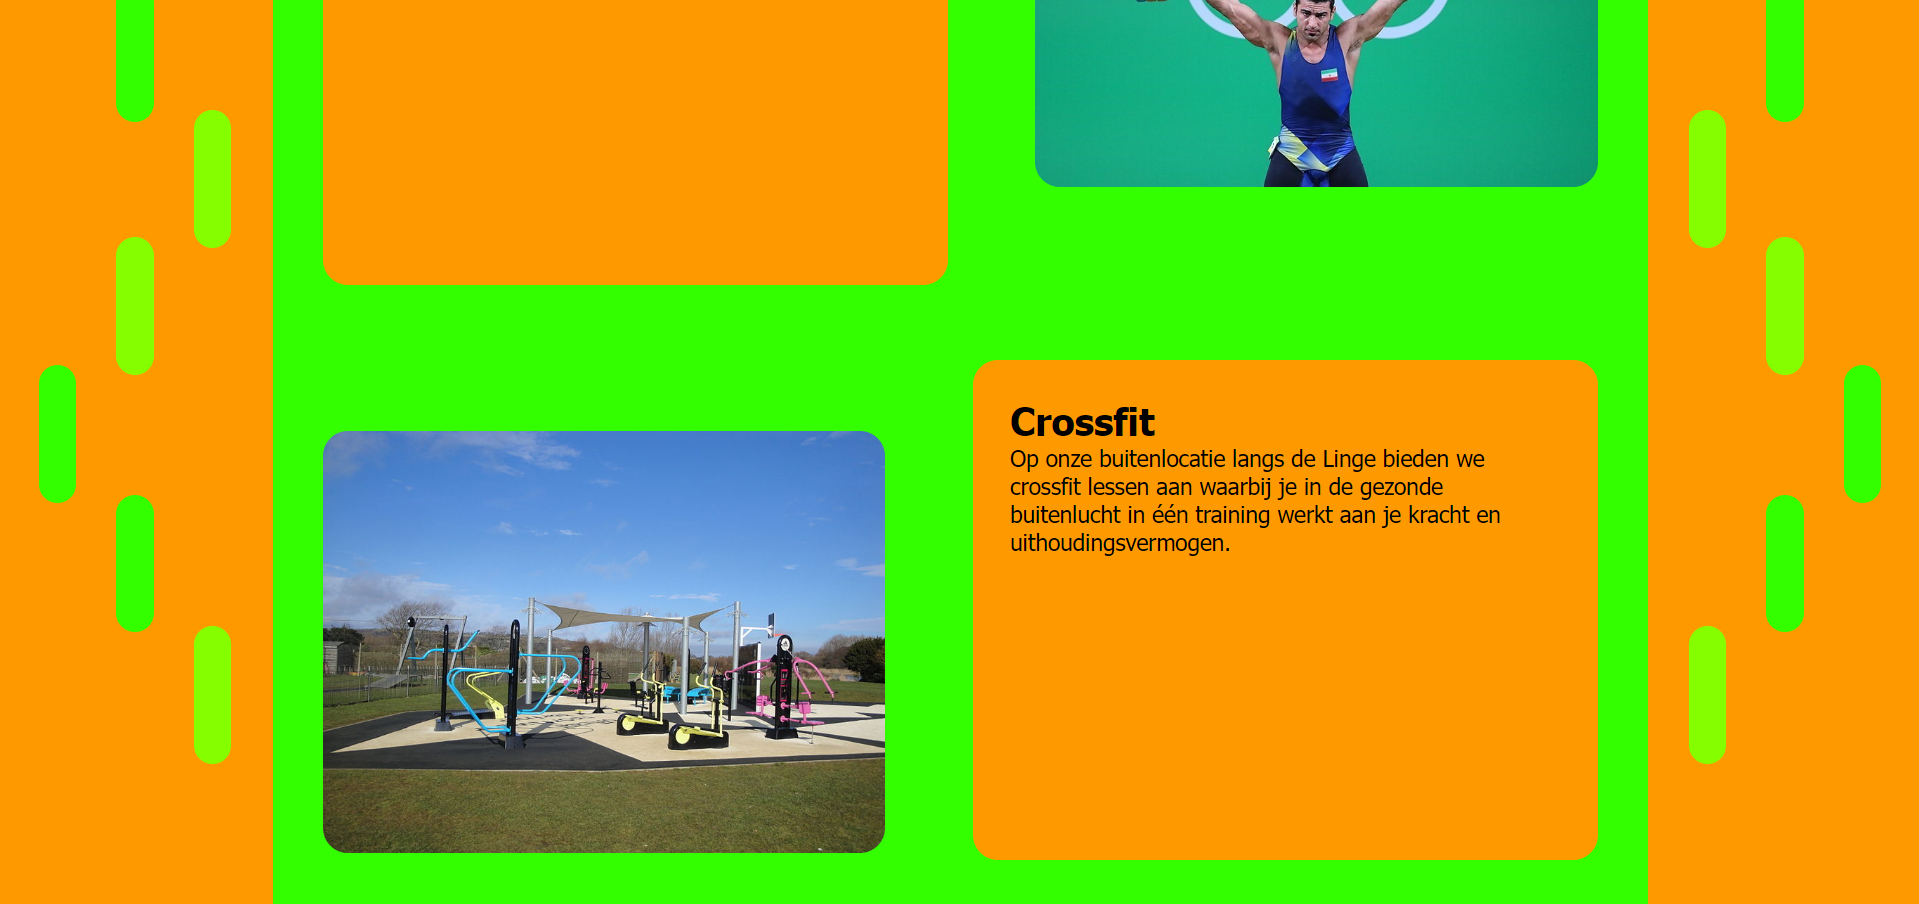 Crossfit
Op onze buitenlocatie langs de Linge bieden we
crossfit lessen aan waarbij je in de gezonde
buitenlucht in één training werkt aan je kracht en
uithoudingsvermogen.